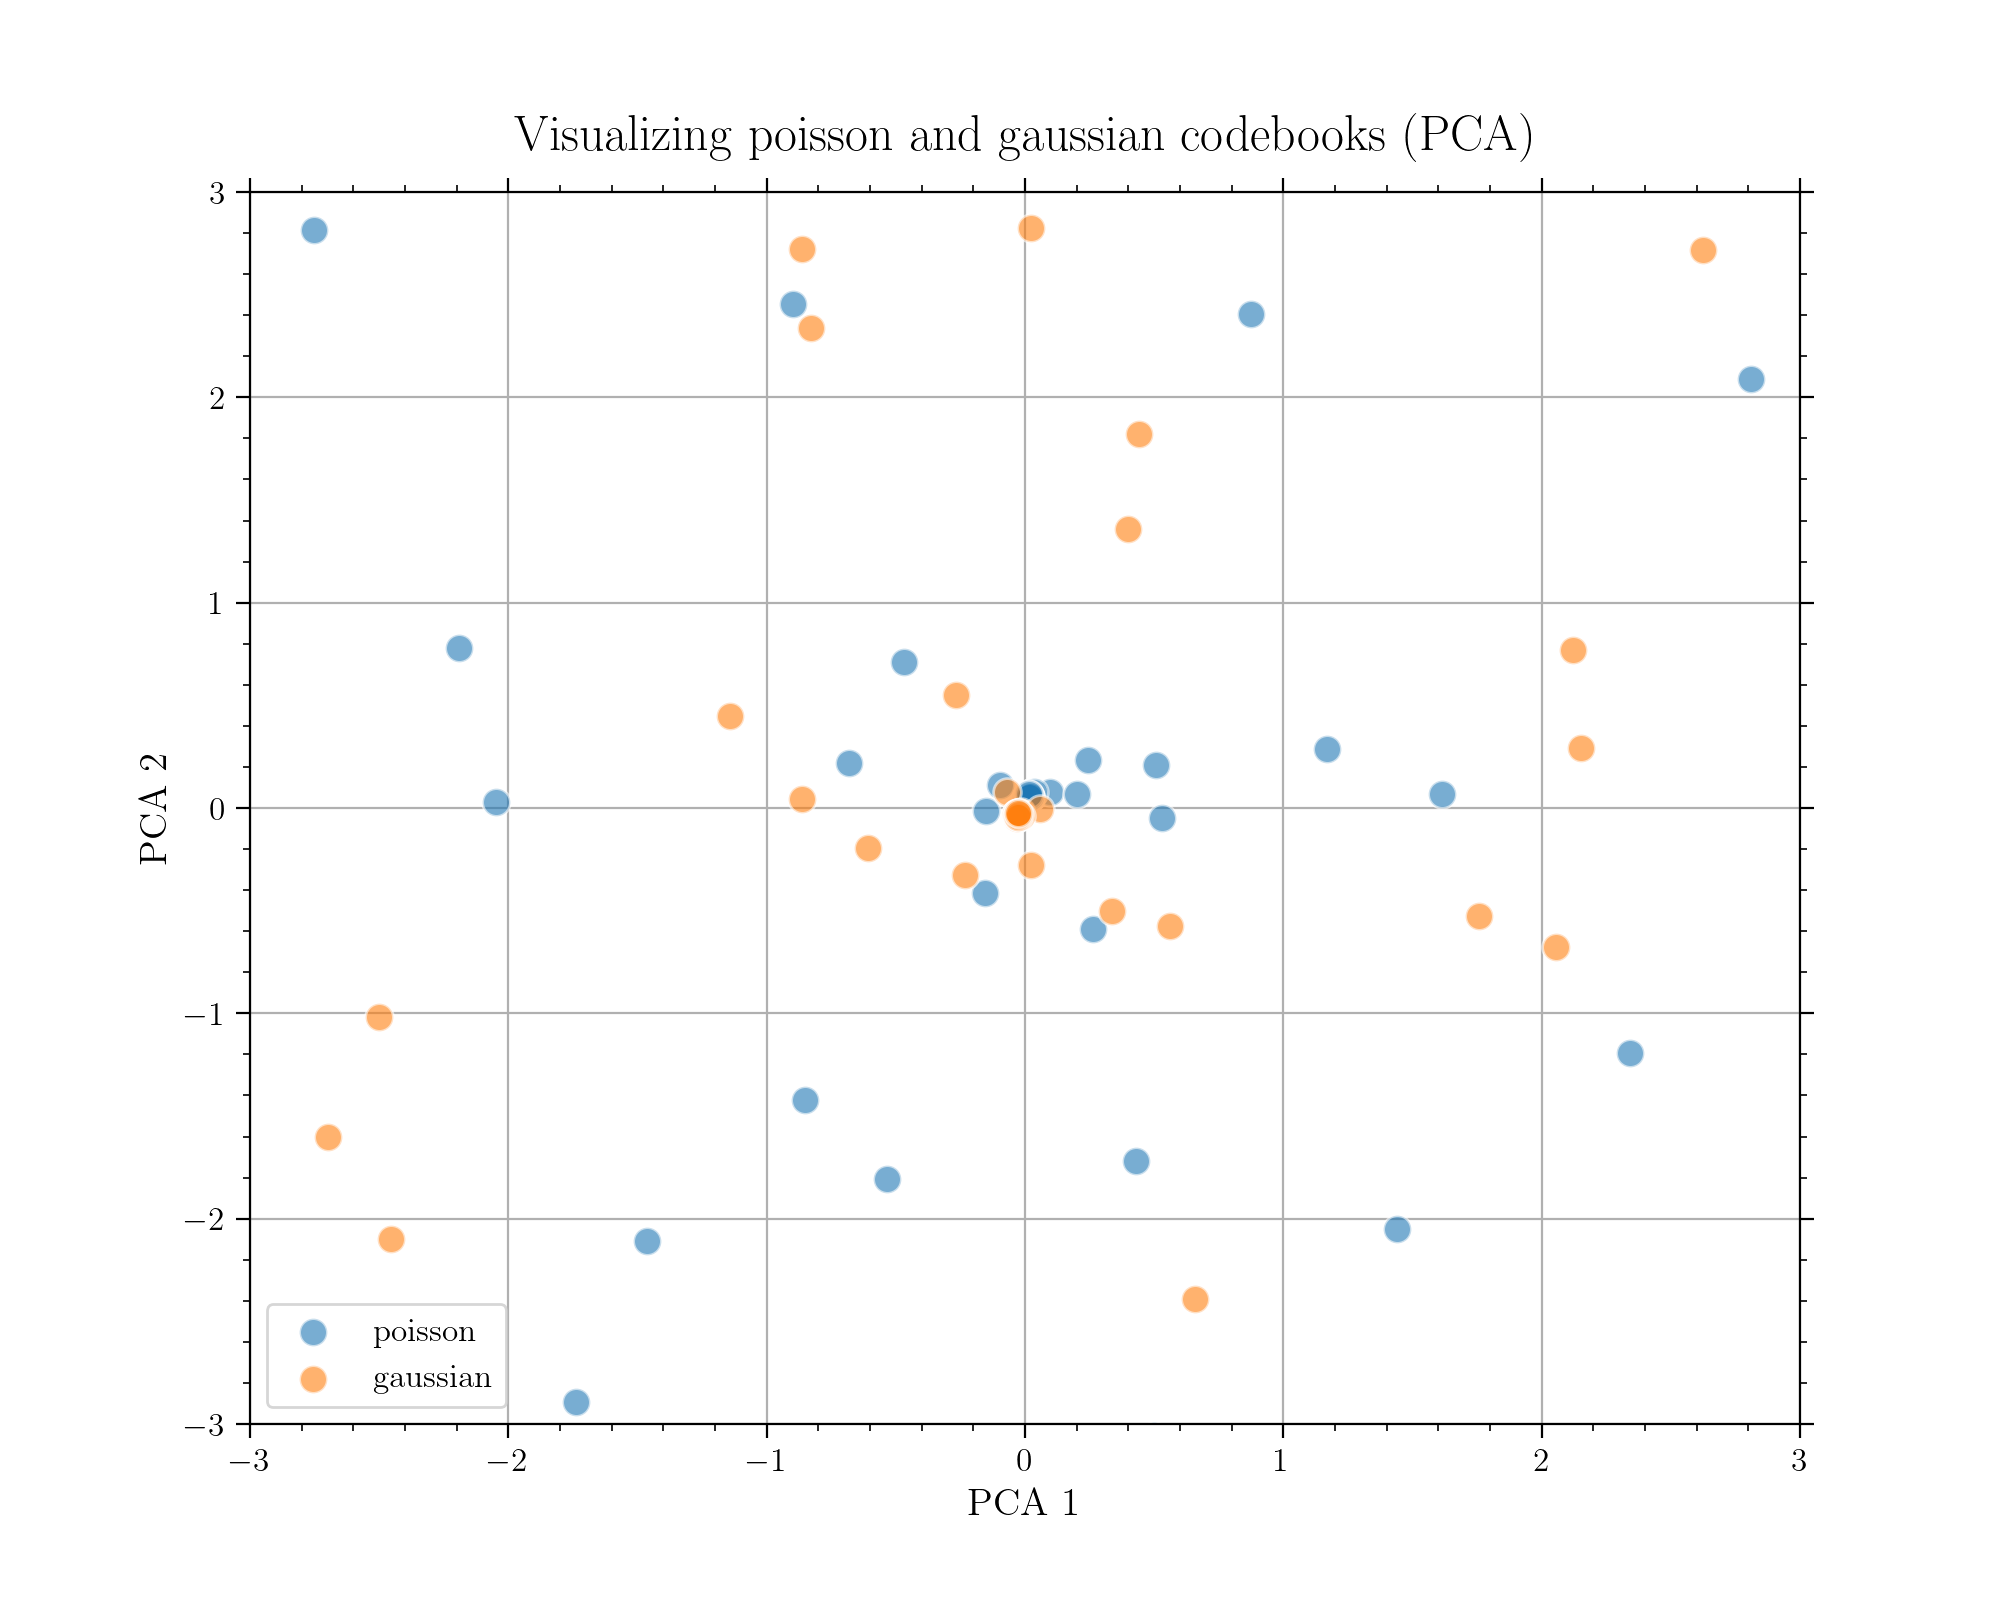 Visualizing poisson and gaussian codebooks (PCA)
3
2
1
0
−1
−2
−3
PCA 2
poisson
gaussian
−3 −2 −1 0 1 2 3
PCA 1